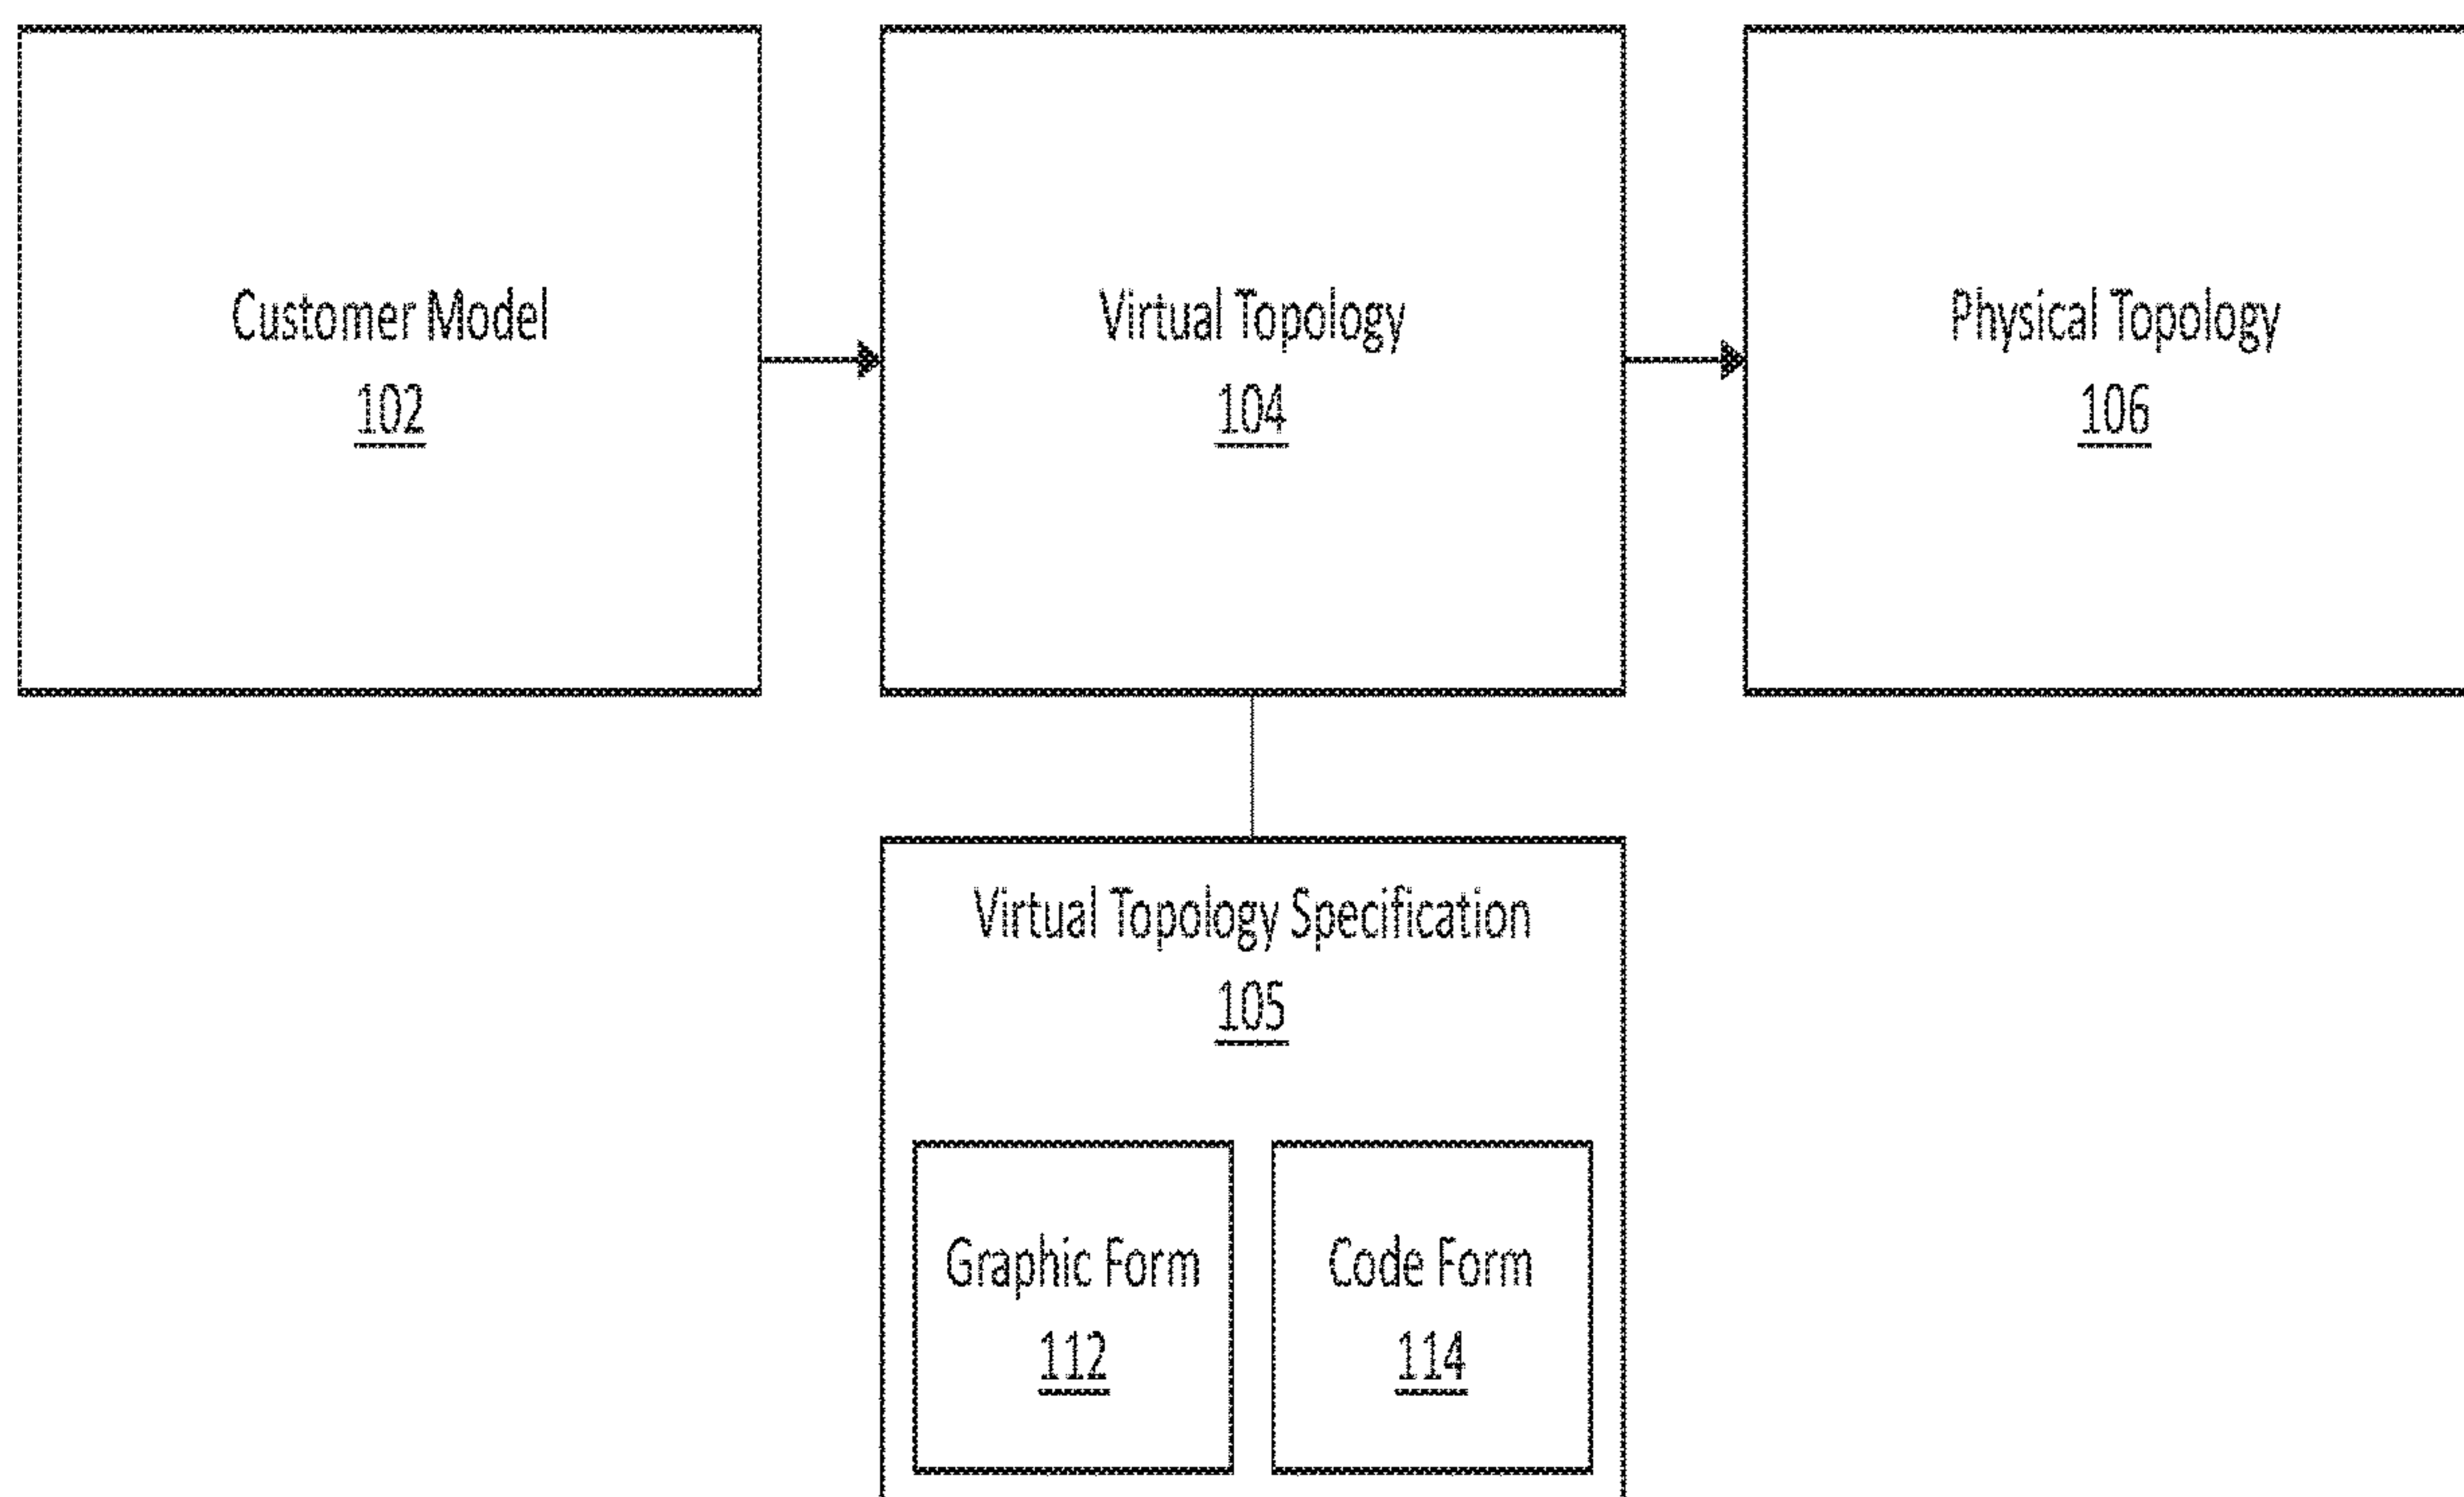 Customer Model
102
Virtual Topology
104
Physical Topology
106
Virtual Topology Specification
105
Graphic Form
112
Code Form
114